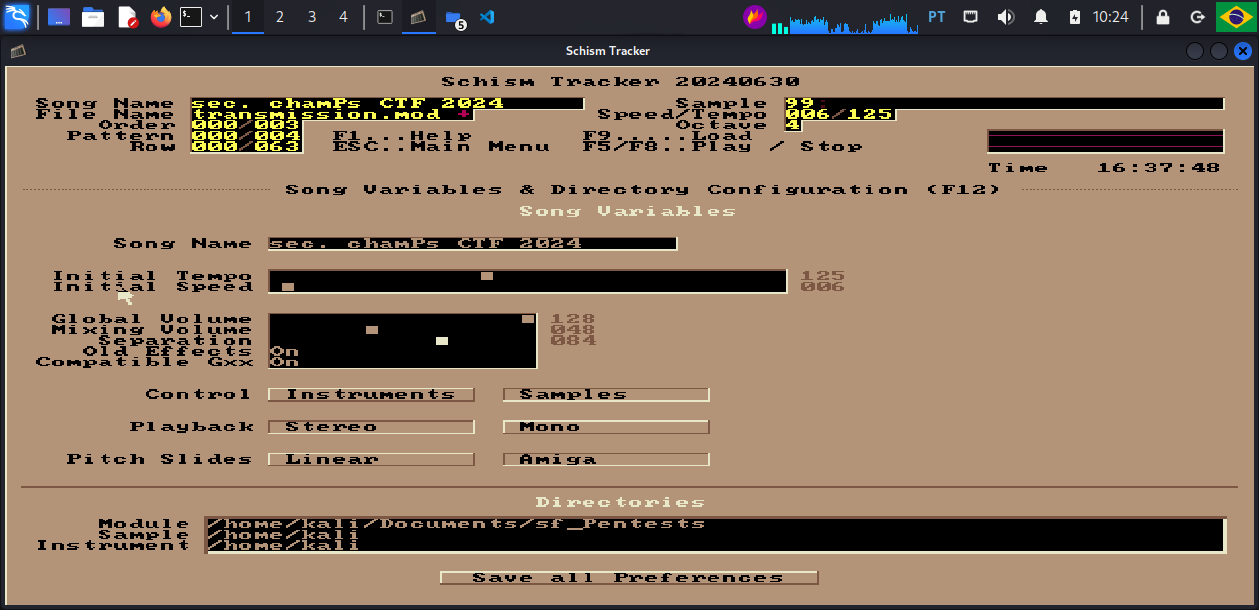 1 2 3 4 5 PT 10:24
Schism Tracker
Schism Tracker 20240630
Song Name sec. chamPs CTF 2024 Sample 99
File Name transmission.mod + Speed/Tempo 006/125
Order 000/003 Octave 4
Pattern 000/004 F1...Help F9.....Load
Row 000/063 ESC..Main Menu F5/F8..Play / Stop
Time 16:37:48
Song Variables & Directory Configuration (F12)
Song Variables
Song Name sec. chamPs CTF 2024
Initial Tempo 125
Initial Speed 006
Global Volume 128
Mixing Volume 048
Separation 084
Old Effects On
Compatible Gxx On
Control Instruments Samples
Playback Stereo Mono
Pitch Slides Linear Amiga
Directories
Module /home/kali/Documents/sf_Pentests
Sample /home/kali
Instrument /home/kali
Save all Preferences